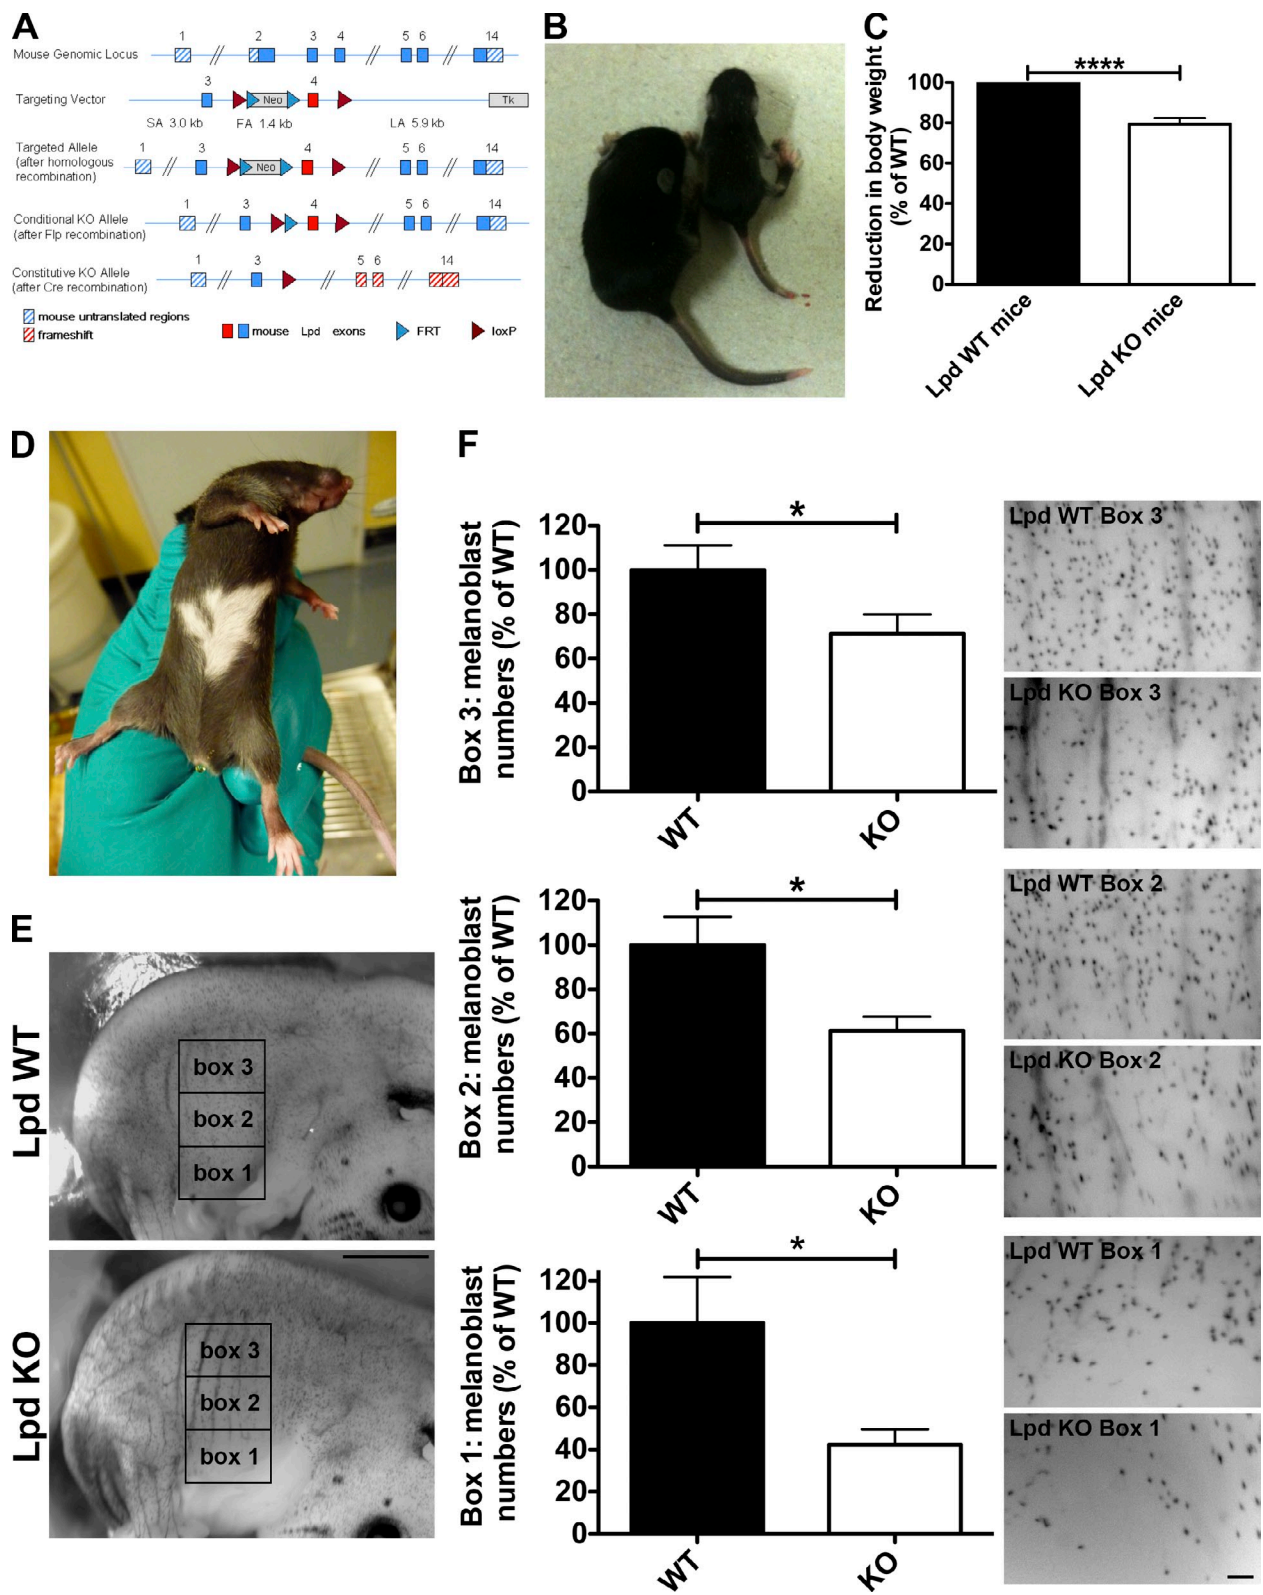 A
1 2 3 4 5 6 14
Mouse Genomic Locus
3 4
Targeting Vector
Neo
Tk
SA 3.0 kb FA 1.4 kb LA 5.9 kb
Targeted Allele
(after homologous
recombination)
1 3 4 5 6 14
Neo
Conditional KO Allele
(after Flp recombination)
1 3 4 5 6 14
Constitutive KO Allele
(after Cre recombination)
1 3 5 6 14
mouse untranslated regions
frameshift
mouse Lpd exons
FRT
loxP
B
C
Reduction in body weight
(% of WT)
100
80
60
40
20
0
****
Lpd WT mice
Lpd KO mice
D
E
Lpd WT
box 3
box 2
box 1
Lpd KO
box 3
box 2
box 1
F
Box 3: melanoblast
numbers (% of WT)
120
100
80
60
40
20
0
*
WT
KO
Lpd WT Box 3
Lpd KO Box 3
Box 2: melanoblast
numbers (% of WT)
120
100
80
60
40
20
0
*
WT
KO
Lpd WT Box 2
Lpd KO Box 2
Box 1: melanoblast
numbers (% of WT)
120
100
80
60
40
20
0
*
WT
KO
Lpd WT Box 1
Lpd KO Box 1